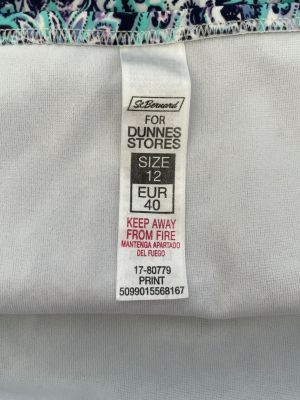 St. Bernard
FOR
DUNNES
STORES
SIZE
12
EUR
40
KEEP AWAY
FROM FIRE
MANTENGA APARTADO
DEL FUEGO
17-80779
PRINT
5099015568167